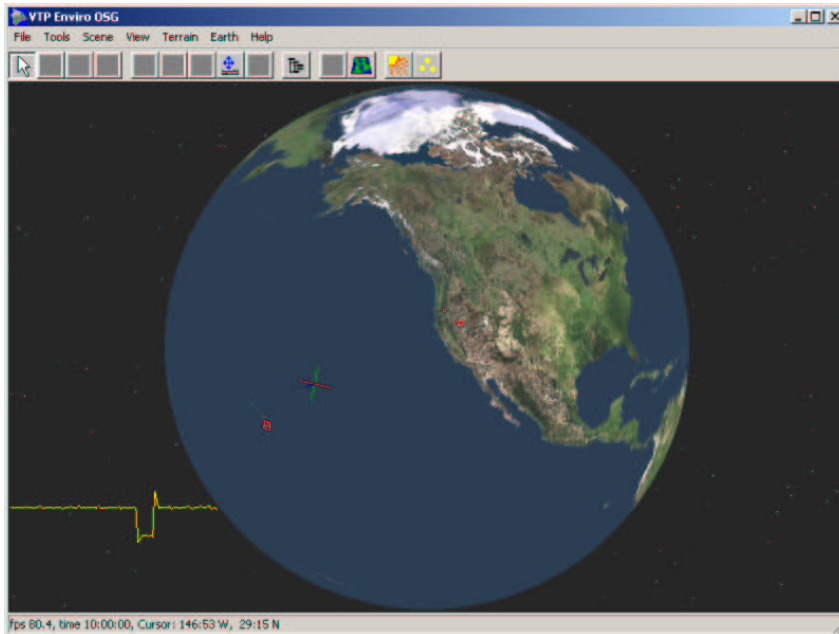 VTP Enviro OSG
File Tools Scene View Terrain Earth Help
fps 80.4, time 10:00:00, Cursor: 146:53 W, 29:15 N